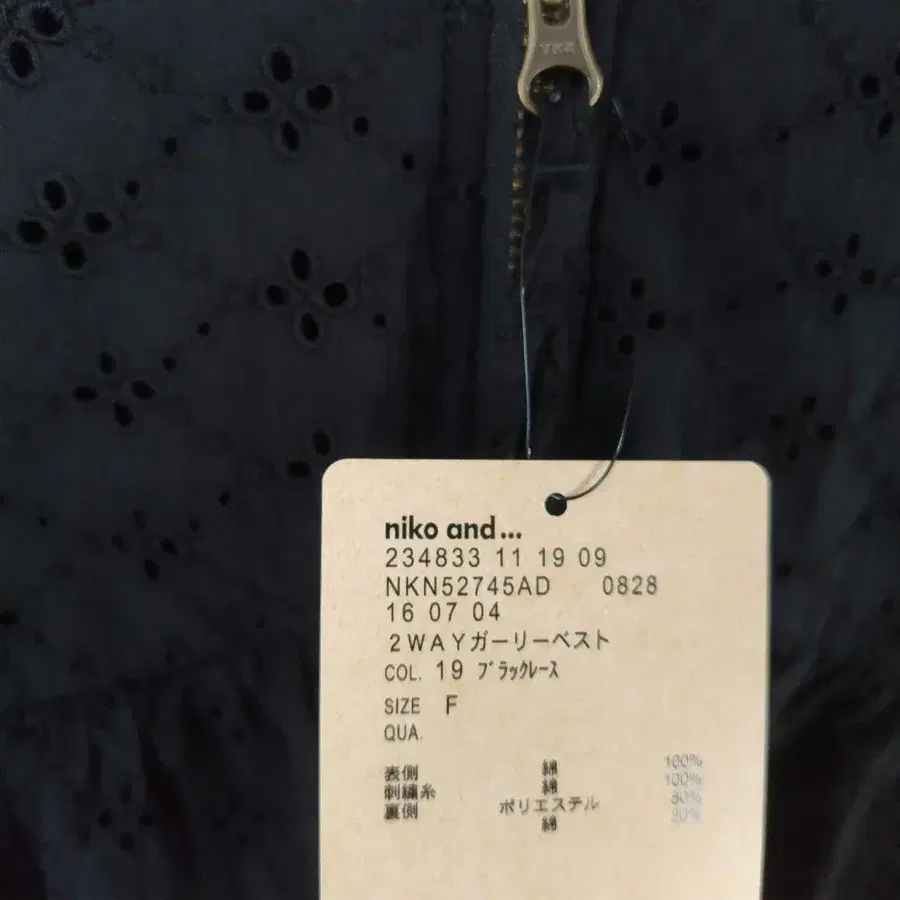 YKK
niko and...
234833 11 19 09
NKN52745AD 0828
16 07 04
2WAYガーリーベスト
COL. 19 ブラックレース
SIZE F
QUA.
表側 綿 100%
刺繍糸 綿 100%
裏側 ポリエステル 80%
綿 20%